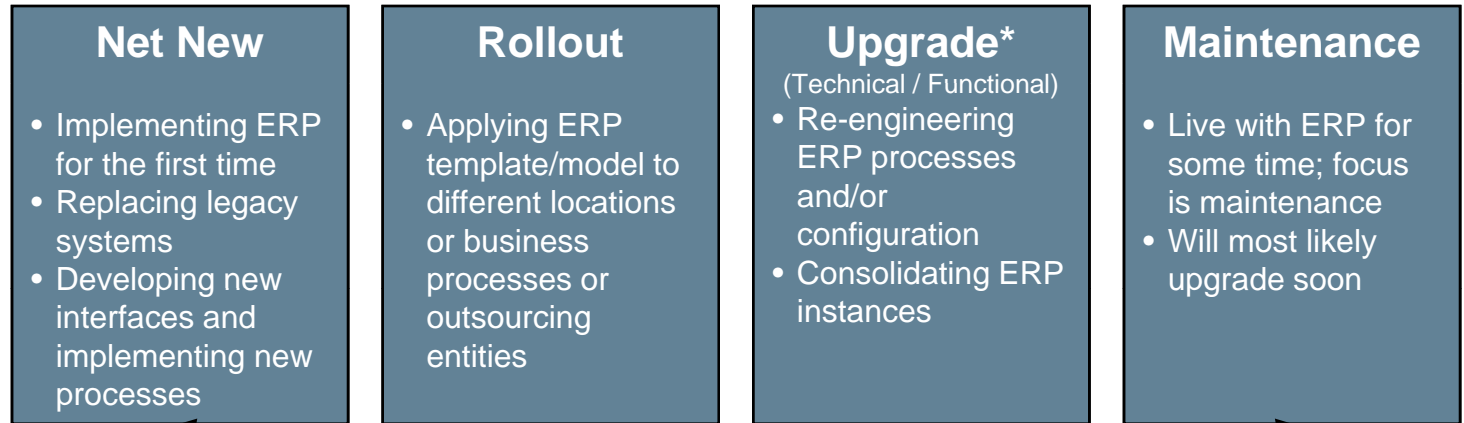 Net New
• Implementing ERP
for the first time
• Replacing legacy
systems
• Developing new
interfaces and
implementing new
processes
Rollout
• Applying ERP
template/model to
different locations
or business
processes or
outsourcing
entities
Upgrade*
(Technical / Functional)
• Re-engineering
ERP processes
and/or
configuration
• Consolidating ERP
instances
Maintenance
• Live with ERP for
some time; focus
is maintenance
• Will most likely
upgrade soon